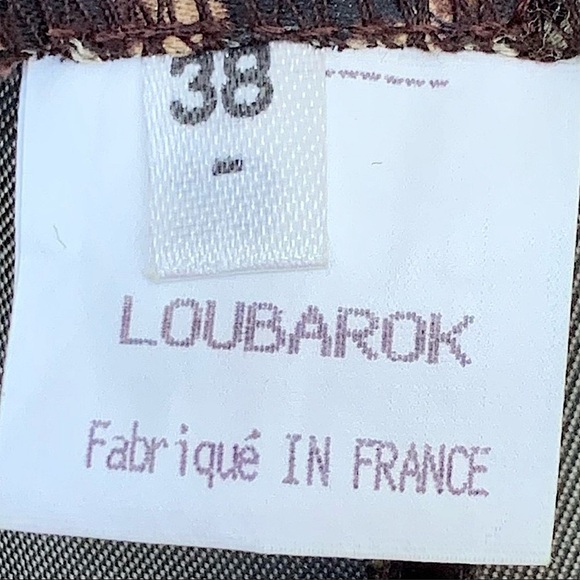 38
-
LOUBAROK
Fabriqué IN FRANCE